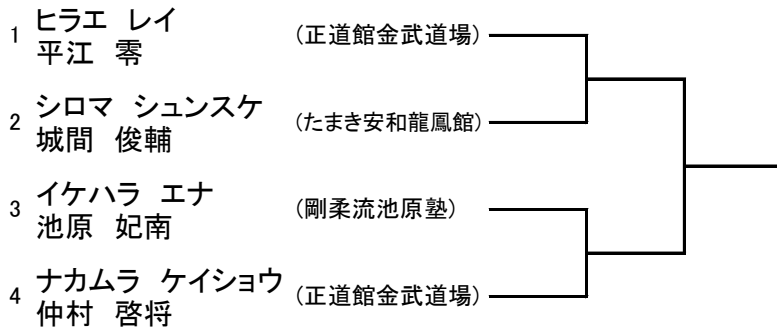 ヒラエ　レイ
1 平江　零 (正道館金武道場)
シロマ　シュンスケ
2 城間　俊輔 (たまき安和龍鳳館)
イケハラ　エナ
3 池原　妃南 (剛柔流池原塾)
ナカムラ　ケイショウ
4 仲村　啓将 (正道館金武道場)